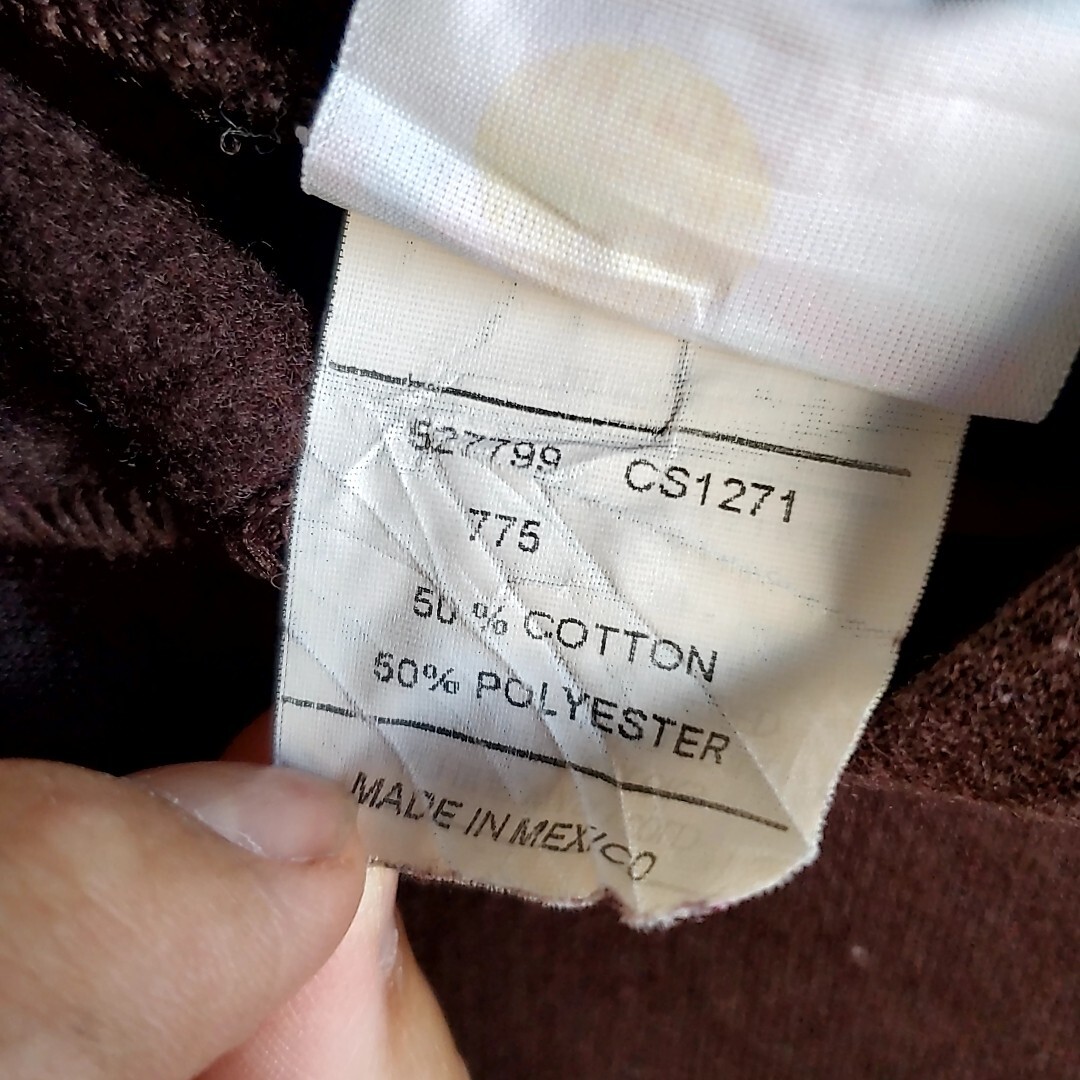 527799 CS1271
775
50 % COTTON
50% POLYESTER
MADE IN MEXICO